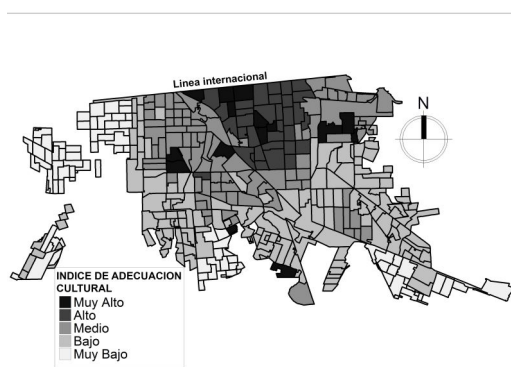 Linea internacional
N
INDICE DE ADECUACION
CULTURAL
Muy Alto
Alto
Medio
Bajo
Muy Bajo